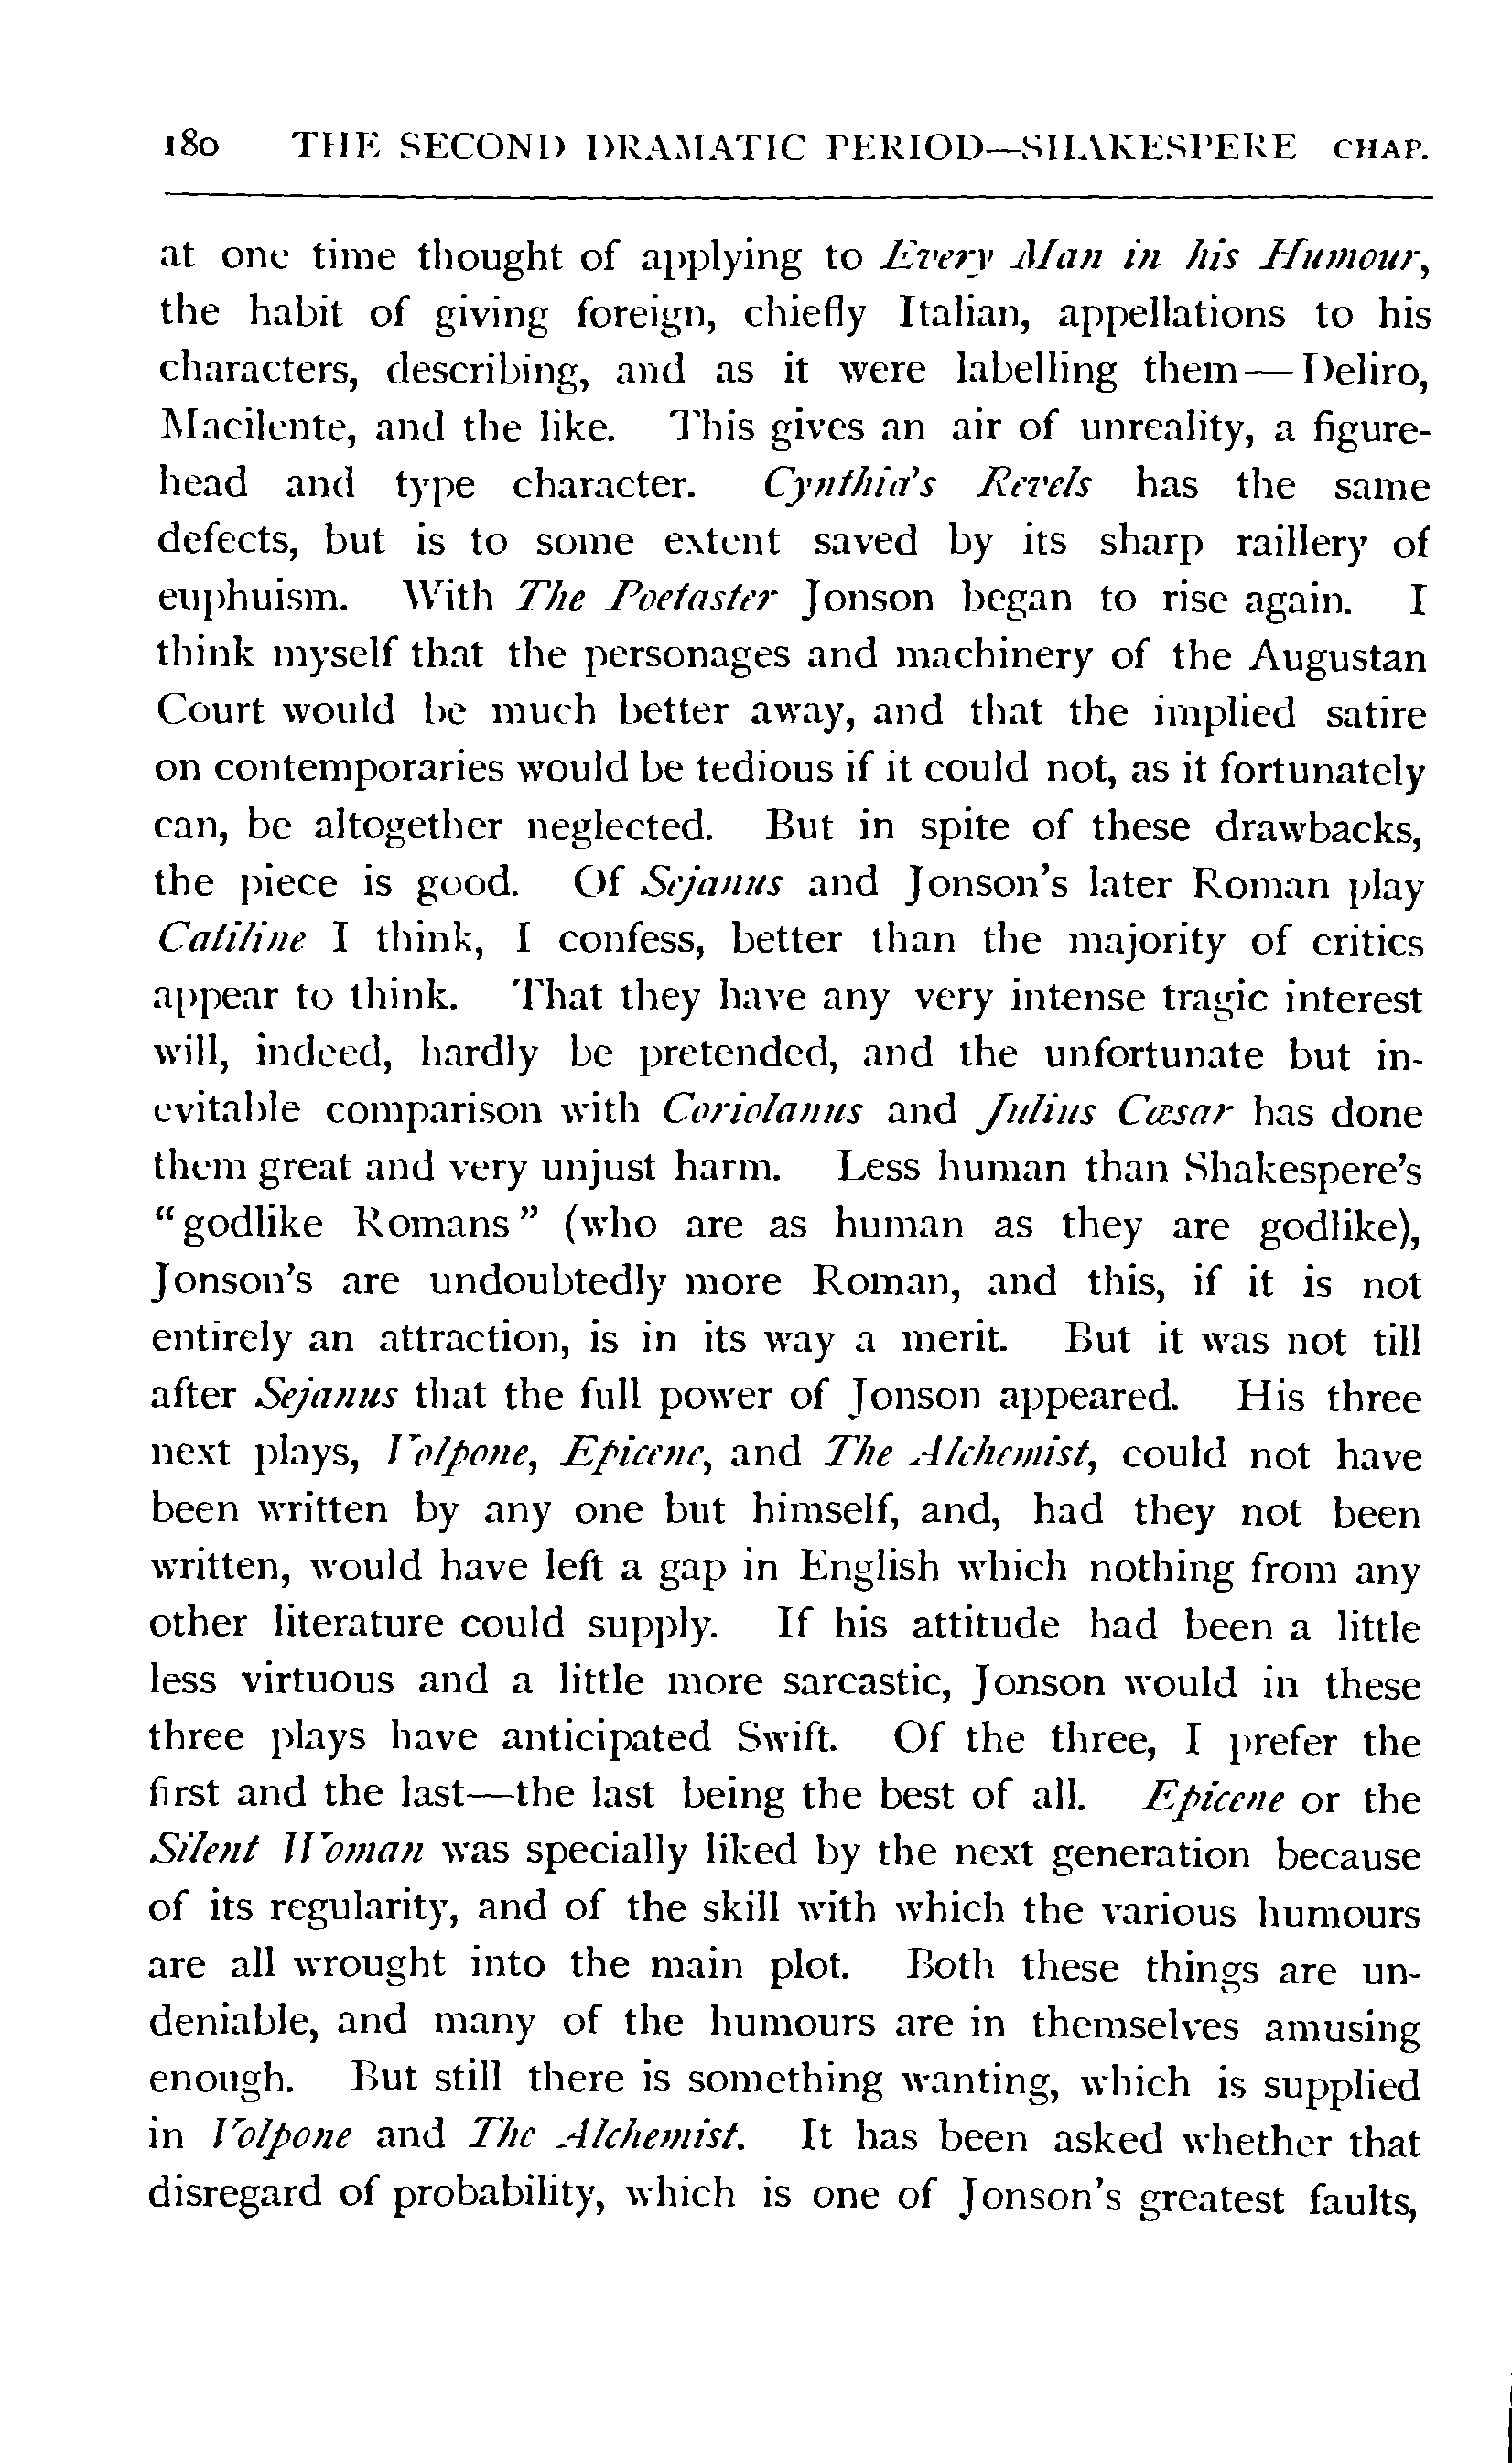 180 THE SECOND DRAMATIC PERIOD—SHAKESPERE CHAP.
at one time thought of applying to Every Man in his Humour,
the habit of giving foreign, chiefly Italian, appellations to his
characters, describing, and as it were labelling them—Deliro,
Macilente, and the like. This gives an air of unreality, a figure-
head and type character. Cynthia's Revels has the same
defects, but is to some extent saved by its sharp raillery of
euphuism. With The Poetaster Jonson began to rise again. I
think myself that the personages and machinery of the Augustan
Court would be much better away, and that the implied satire
on contemporaries would be tedious if it could not, as it fortunately
can, be altogether neglected. But in spite of these drawbacks,
the piece is good. Of Sejanus and Jonson's later Roman play
Catiline I think, I confess, better than the majority of critics
appear to think. That they have any very intense tragic interest
will, indeed, hardly be pretended, and the unfortunate but in-
evitable comparison with Coriolanus and Julius Cæsar has done
them great and very unjust harm. Less human than Shakespere's
"godlike Romans" (who are as human as they are godlike),
Jonson's are undoubtedly more Roman, and this, if it is not
entirely an attraction, is in its way a merit. But it was not till
after Sejanus that the full power of Jonson appeared. His three
next plays, Volpone, Epicene, and The Alchemist, could not have
been written by any one but himself, and, had they not been
written, would have left a gap in English which nothing from any
other literature could supply. If his attitude had been a little
less virtuous and a little more sarcastic, Jonson would in these
three plays have anticipated Swift. Of the three, I prefer the
first and the last—the last being the best of all. Epicene or the
Silent Woman was specially liked by the next generation because
of its regularity, and of the skill with which the various humours
are all wrought into the main plot. Both these things are un-
deniable, and many of the humours are in themselves amusing
enough. But still there is something wanting, which is supplied
in Volpone and The Alchemist. It has been asked whether that
disregard of probability, which is one of Jonson's greatest faults,